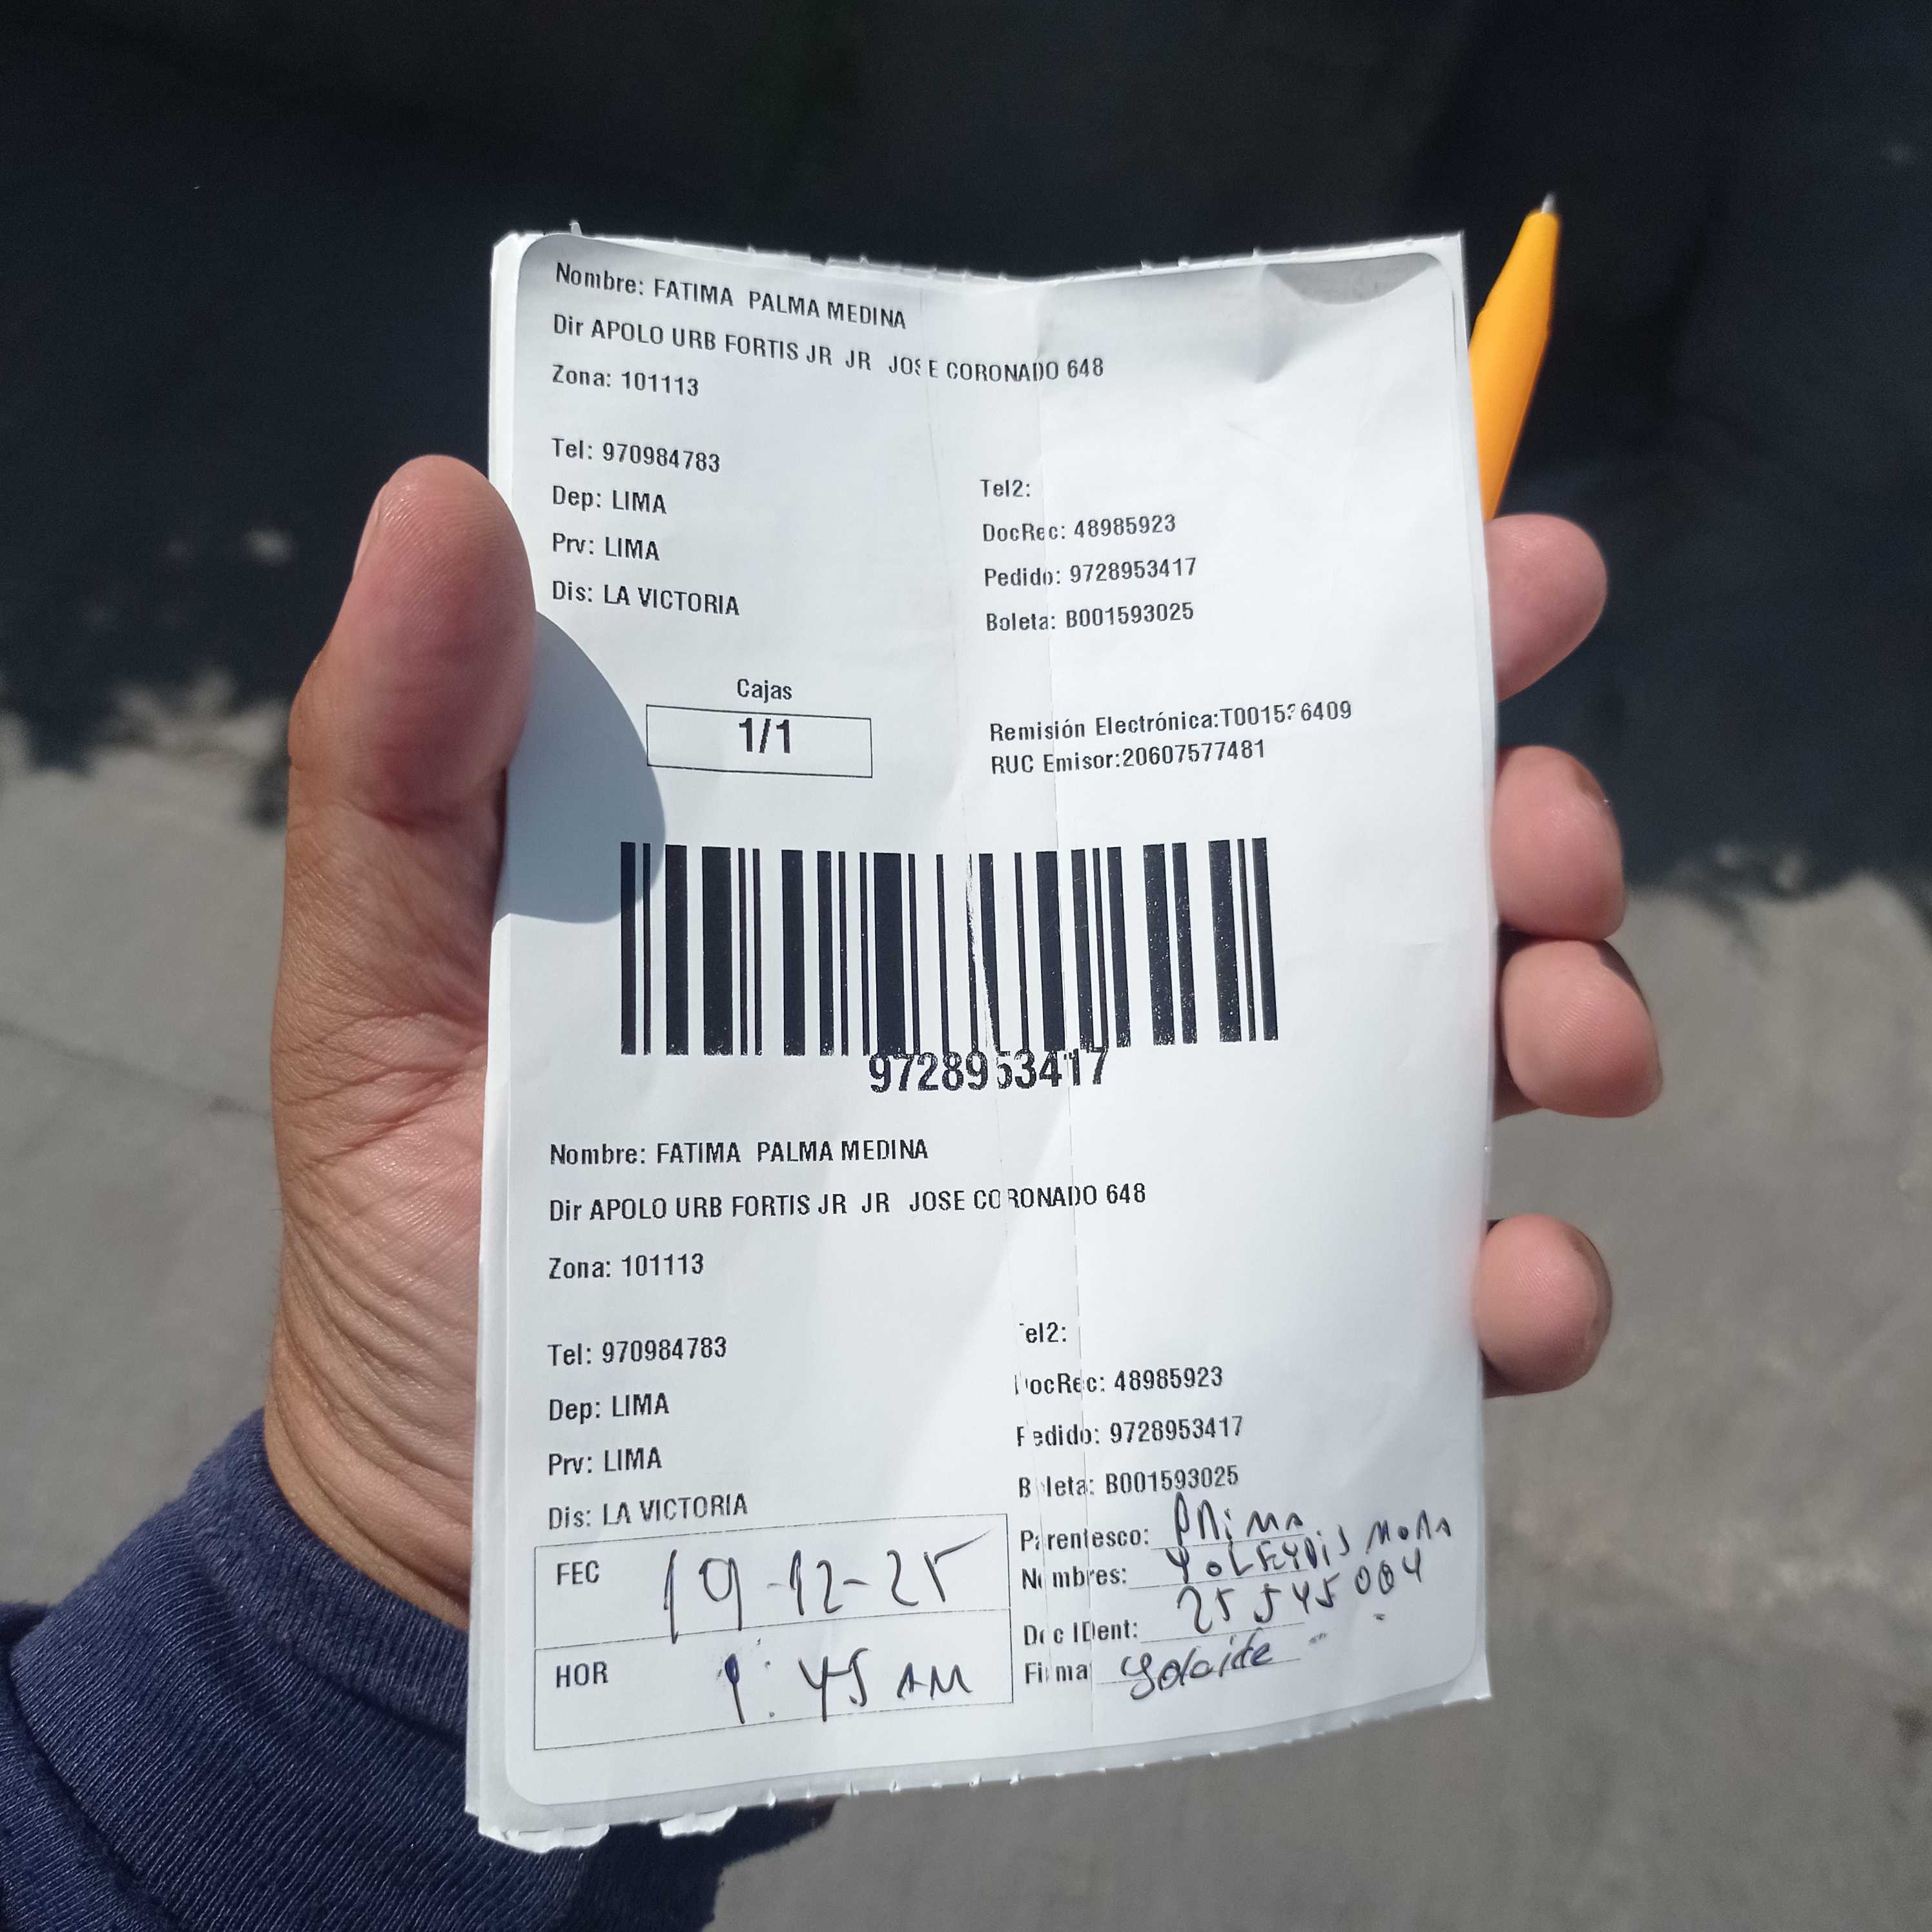 Nombre: FATIMA PALMA MEDINA
Dir APOLO URB FORTIS JR JR JOSE CORONADO 648
Zona: 101113
Tel: 970984783
Dep: LIMA
Prv: LIMA
Dis: LA VICTORIA
Tel2:
DocRec: 48985923
Pedido: 9728953417
Boleta: B001593025
Cajas
1/1
Remisión Electrónica:
RUC Emisor:20607577481
9728953417
Nombre: FATIMA PALMA MEDINA
Dir APOLO URB FORTIS JR JR JOSE CORONADO 648
Zona: 101113
Tel: 970984783
Dep: LIMA
Prv: LIMA
Dis: LA VICTORIA
Tel2:
DocRec: 48985923
Pedido: 9728953417
Boleta: B001593025
Parentesco: PRIMA
Nombres: MORA
Doc IDent: 25545004
Firma
FEC 19-12-25
HOR 9:45 AM